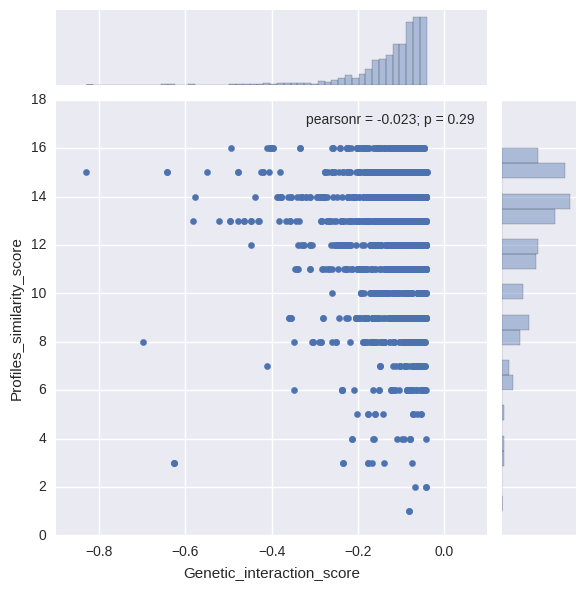 pearsonr = -0.023; p = 0.29
18
16
14
12
10
8
6
4
2
0
Profiles_similarity_score
−0.8 −0.6 −0.4 −0.2 0.0
Genetic_interaction_score